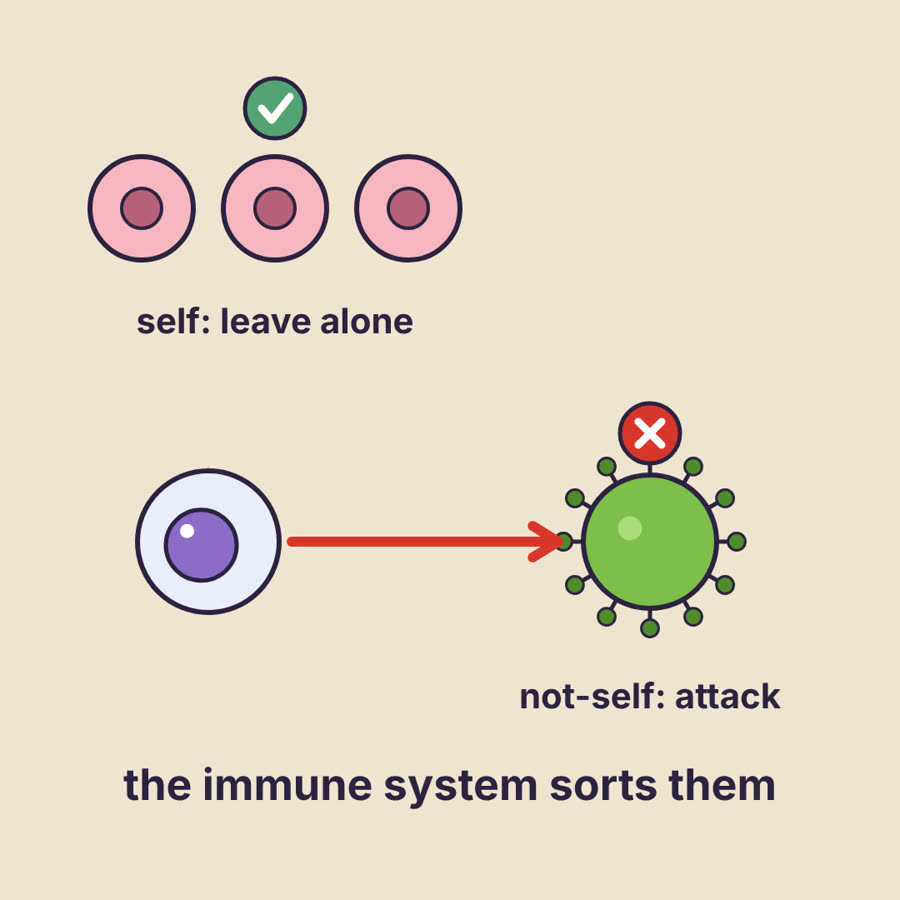 self: leave alone
not-self: attack
the immune system sorts them